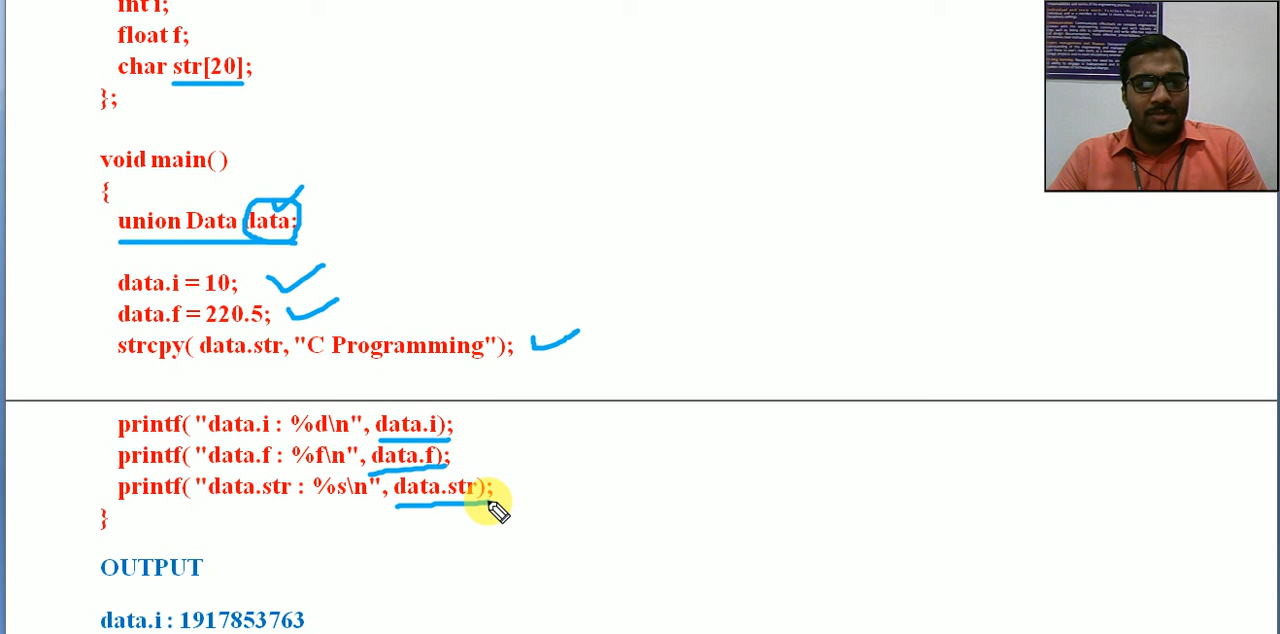 int i;
float f;
char str[20];
};
void main( )
{
union Data data;
data.i = 10;
data.f = 220.5;
strcpy( data.str, "C Programming");
printf( "data.i : %d\n", data.i);
printf( "data.f : %f\n", data.f);
printf( "data.str : %s\n", data.str);
}
OUTPUT
data.i : 1917853763